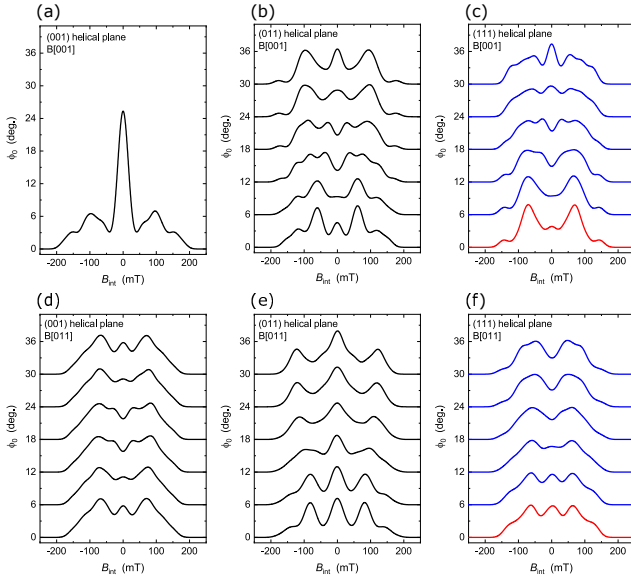 (a)
(001) helical plane
B[001]
36
30
24
18
12
6
0
ϕ0 (deg.)
-200 -100 0 100 200
Bint (mT)
(b)
(011) helical plane
B[001]
36
30
24
18
12
6
0
ϕ0 (deg.)
-200 -100 0 100 200
Bint (mT)
(c)
(111) helical plane
B[001]
36
30
24
18
12
6
0
ϕ0 (deg.)
-200 -100 0 100 200
Bint (mT)
(d)
(001) helical plane
B[011]
36
30
24
18
12
6
0
ϕ0 (deg.)
-200 -100 0 100 200
Bint (mT)
(e)
(011) helical plane
B[011]
36
30
24
18
12
6
0
ϕ0 (deg.)
-200 -100 0 100 200
Bint (mT)
(f)
(111) helical plane
B[011]
36
30
24
18
12
6
0
ϕ0 (deg.)
-200 -100 0 100 200
Bint (mT)